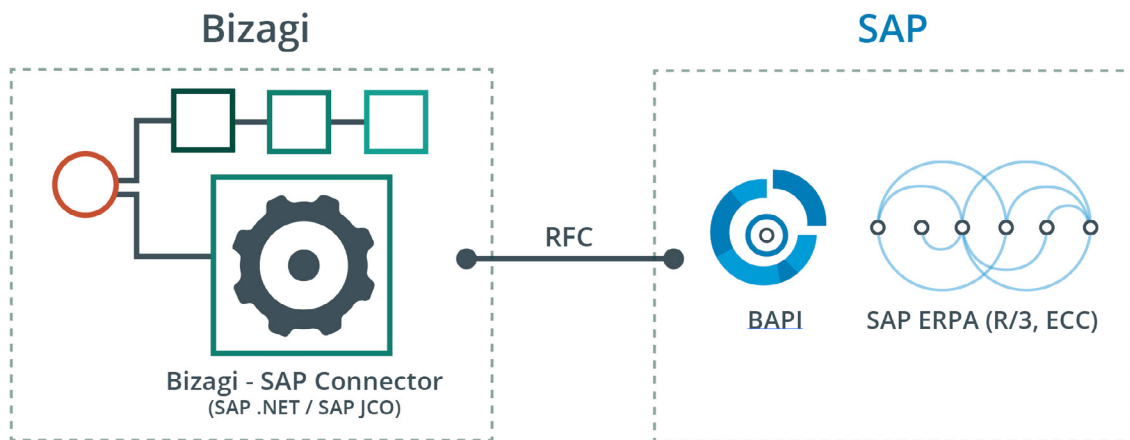 Bizagi
SAP
RFC
BAPI
SAP ERPA (R/3, ECC)
Bizagi - SAP Connector
(SAP .NET / SAP JCO)